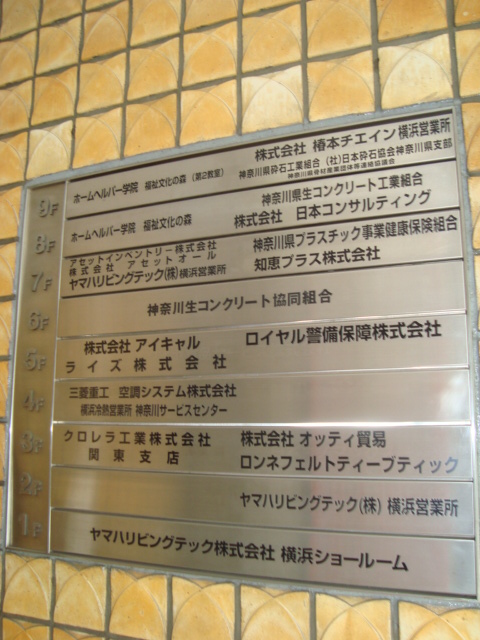 9F
ホームヘルパー学院 福祉文化の森 (第2教室)
株式会社 椿本チエイン 横浜営業所
神奈川県砕石工業組合 (社)日本砕石協会神奈川県支部
神奈川県骨材産業団体等連絡協議会
8F
ホームヘルパー学院 福祉文化の森
神奈川県生コンクリート工業組合
株式会社 日本コンサルティング
7F
アセットインベントリー株式会社
株式会社 アセットオール
ヤマハリビングテック(株)横浜営業所
神奈川県プラスチック事業健康保険組合
知恵プラス株式会社
6F
神奈川生コンクリート協同組合
5F
株式会社 アイキャル
ライズ株式会社
ロイヤル警備保障株式会社
4F
三菱重工 空調システム株式会社
横浜冷熱営業所 神奈川サービスセンター
3F
クロレラ工業株式会社
関東支店
株式会社 オッティ貿易
ロンネフェルトティーブティック
2F
ヤマハリビングテック(株) 横浜営業所
1F
ヤマハリビングテック株式会社 横浜ショールーム